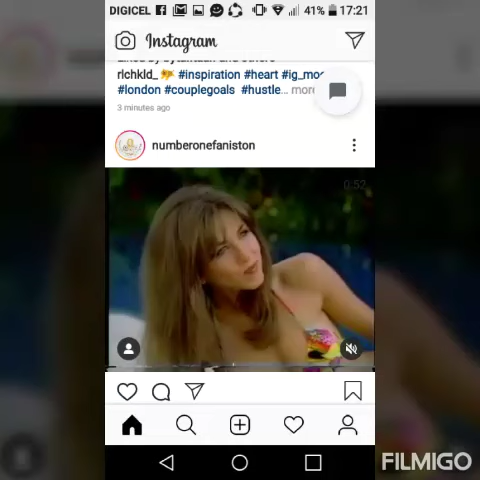 DIGICEL 41% 17:21
Instagram
rlchkld_ #inspiration #heart #ig_mo
#london #couplegoals #hustle... more
3 minutes ago
numberonefaniston
0:52
FILMIGO